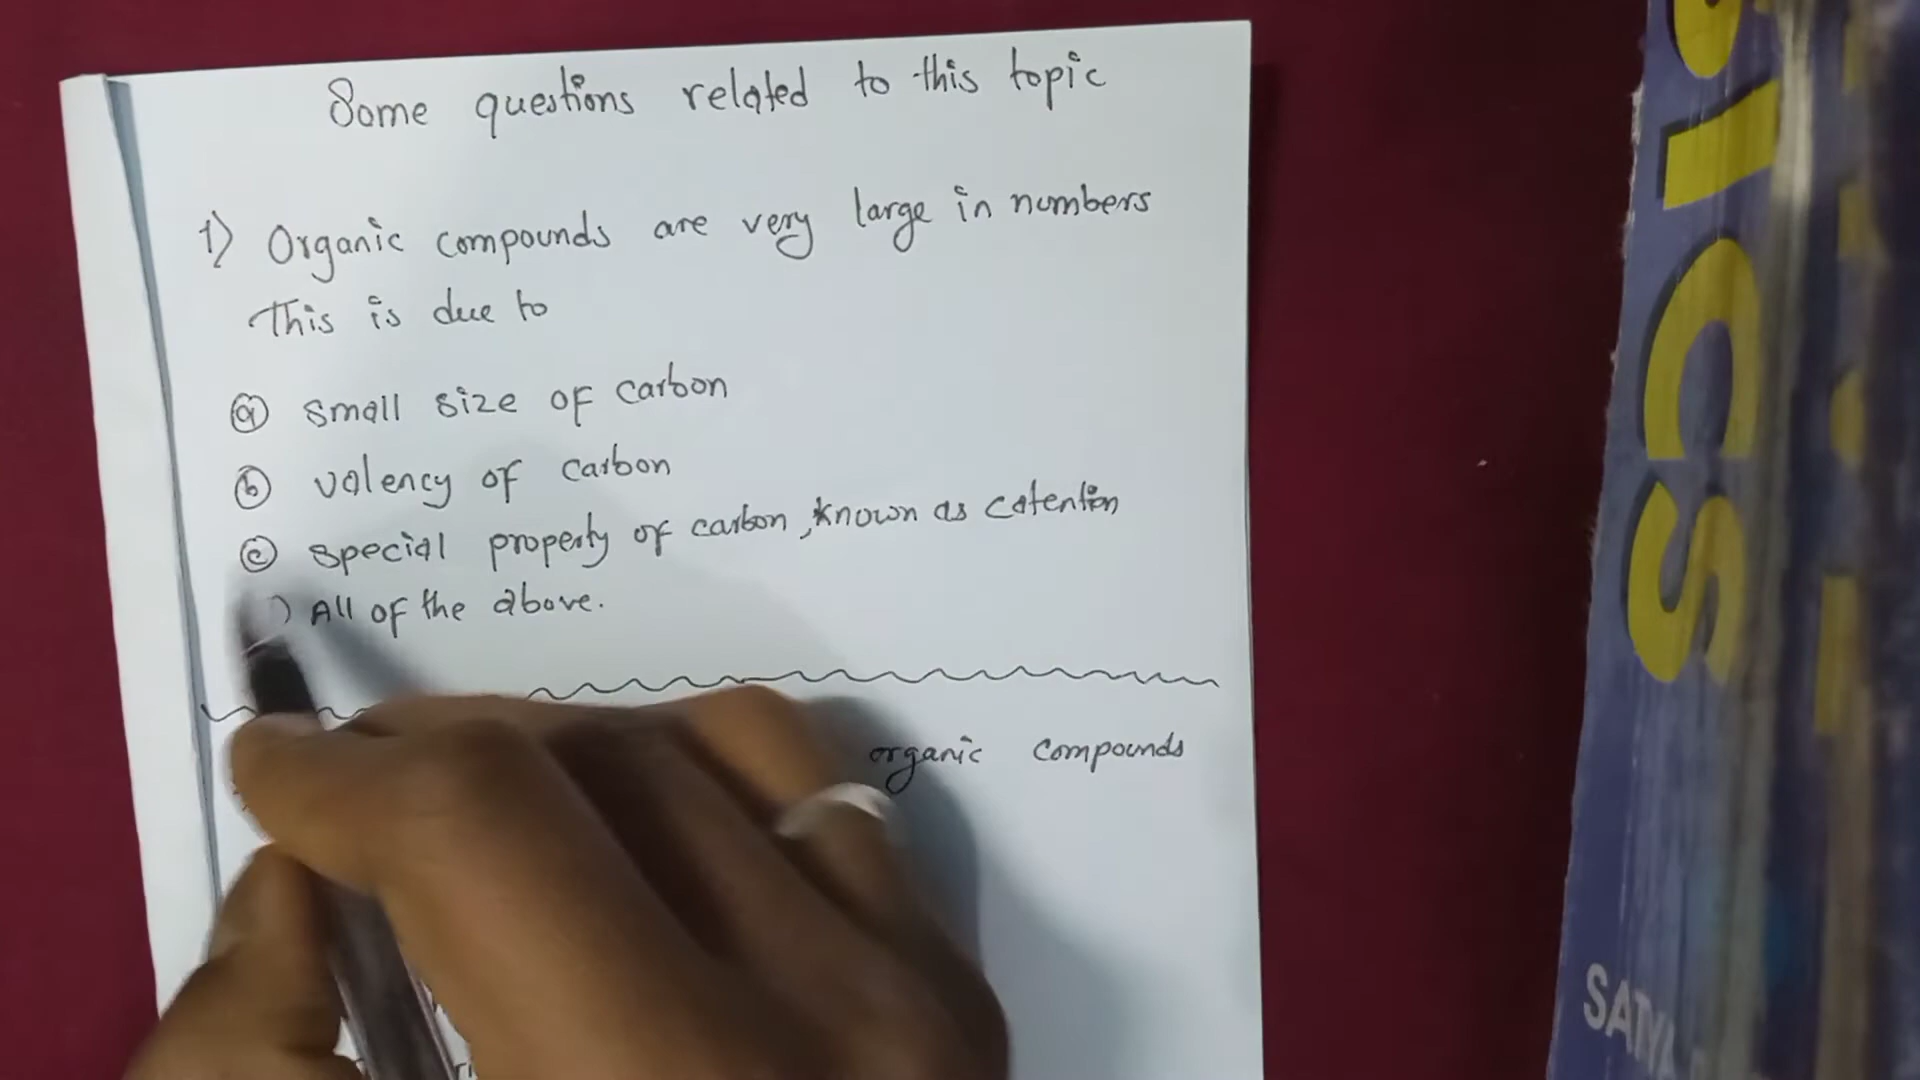 Some questions related to this topic
1) Organic compounds are very large in numbers
This is due to
(a) small size of carbon
(b) valency of carbon
(c) special property of carbon, known as catention
) All of the above.
organic compounds
SICS
SATYA